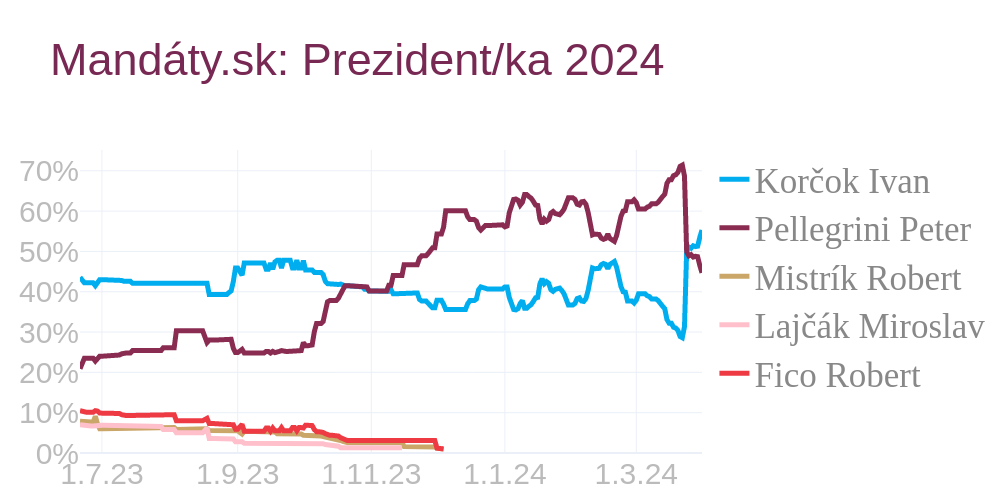 Mandáty.sk: Prezident/ka 2024
70%
60%
50%
40%
30%
20%
10%
0%
1.7.23 1.9.23 1.11.23 1.1.24 1.3.24
Korčok Ivan
Pellegrini Peter
Mistrík Robert
Lajčák Miroslav
Fico Robert